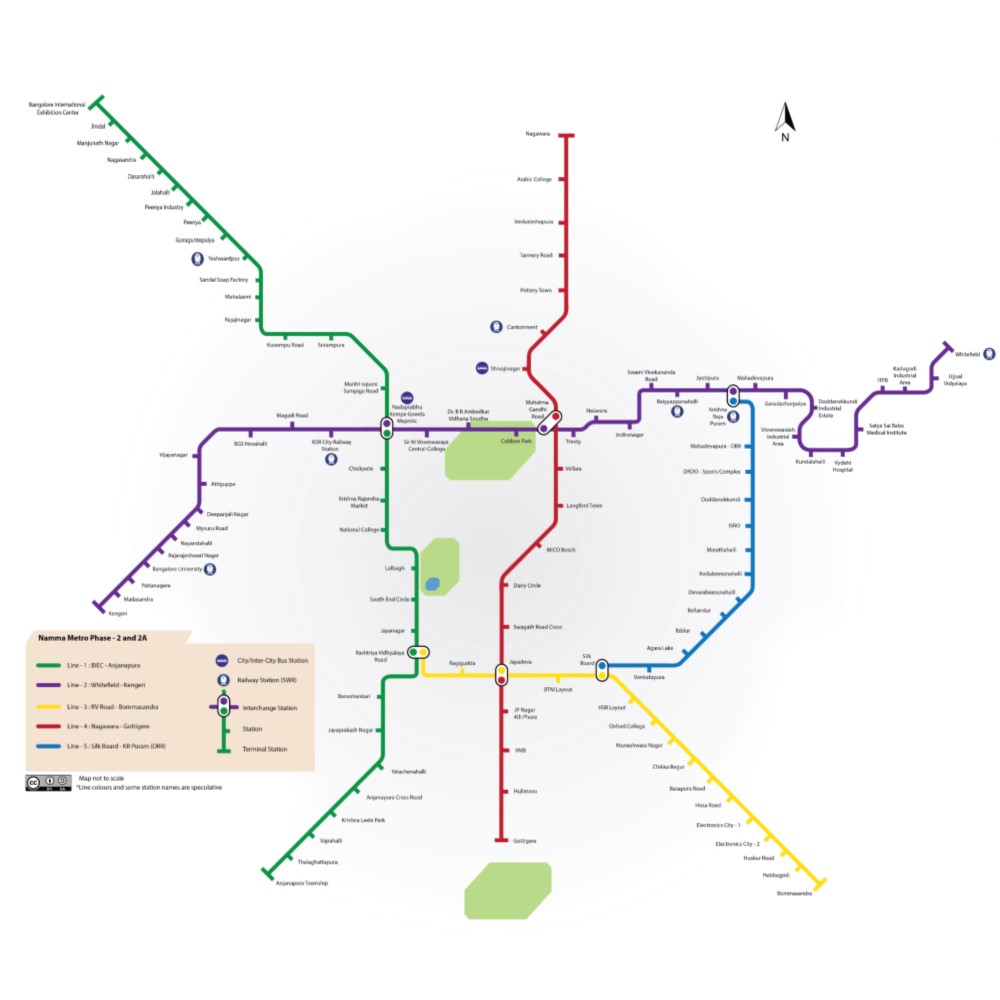 Bangalore International
Exhibition Center
Jindal
Manjunath Nagar
Nagasandra
Dasarahalli
Jalahalli
Peenya Industry
Peenya
Goraguntepalya
Yeshwantpur
Sandal Soap Factory
Mahalaxmi
Rajajinagar
Kuvempu Road
Srirampura
Mantri square
Sampige Road
Nadaprabhu
Kempe Gowda
Majestic
Chickpete
Krishna Rajendra
Market
National College
Lalbagh
South End Circle
Jayanagar
Rashtriya Vidhyalaya
Road
Banashankari
Jayaprakash Nagar
Yelachenahalli
Anjanapura Cross Road
Krishna Leela Park
Vajrahalli
Thalaghattapura
Anjanapura Township
Nagawara
Arabic College
Venkateshapura
Tannery Road
Pottery Town
Cantonment
Shivajinagar
Mahatma
Gandhi
Road
Vellara
Langford Town
MICO Bosch
Dairy Circle
Swagath Road Cross
Jayadeva
JP Nagar
4th Phase
IIMB
Hulimavu
Gottigere
N
Whitefield
Ujjval
Vidyalaya
Kadugodi
Industrial
Area
ITPB
Satya Sai Baba
Medical Institute
Vydehi
Hospital
Kundalahalli
Visveswaraiah
Industrial
Area
Doddanekkundi
Industrial
Estate
Garudacharpalya
Mahadevapura
Krishna
Raja
Puram
Jyotipura
Baiyyappanahalli
Swami Vivekananda
Road
Indiranagar
Halasuru
Trinity
Cubbon Park
Dr. B R Ambedkar
Vidhana Soudha
Sir M Visveswaraya
Central College
KSR City Railway
Station
Magadi Road
BGS Hosahalli
Vijayanagar
Attiguppe
Deepanjali Nagar
Mysuru Road
Nayandahalli
Rajarajeshwari Nagar
Bangalore University
Pattanagere
Mailasandra
Kengeri
Mahadevapura - ORR
DRDO - Sports Complex
Doddanekkundi
ISRO
Marathahalli
Kadubeesanahalli
Devarabeesanahalli
Bellandur
Iblur
Agara Lake
Venkatapura
Silk
Board
Ragigudda
BTM Layout
HSR Layout
Oxford College
Muneshwara Nagar
Chikka Begur
Basapura Road
Hosa Road
Electronics City - 1
Electronics City - 2
Huskur Road
Hebbagodi
Bommasandra
Namma Metro Phase - 2 and 2A
Line - 1 : BIEC - Anjanapura
Line - 2 : Whitefield - Kengeri
Line - 3 : RV Road - Bommasandra
Line - 4 : Nagawara - Gottigere
Line - 5 : Silk Board - KR Puram (ORR)
City/Inter-City Bus Station
Railway Station (SWR)
Interchange Station
Station
Terminal Station
cc
BY SA
Map not to scale
*Line colours and some station names are speculative